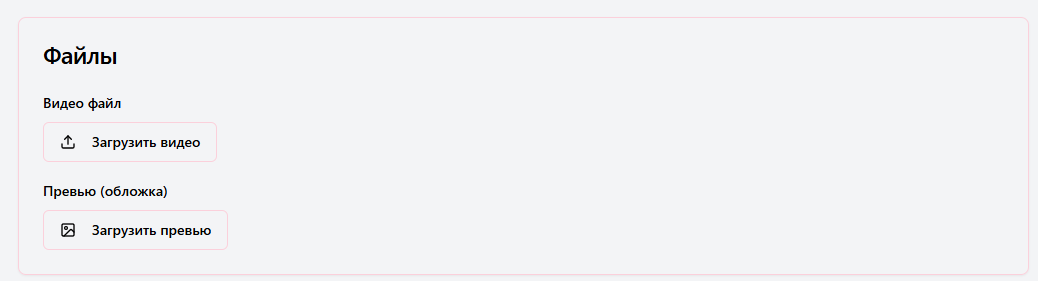 Файлы
Видео файл
Загрузить видео
Превью (обложка)
Загрузить превью